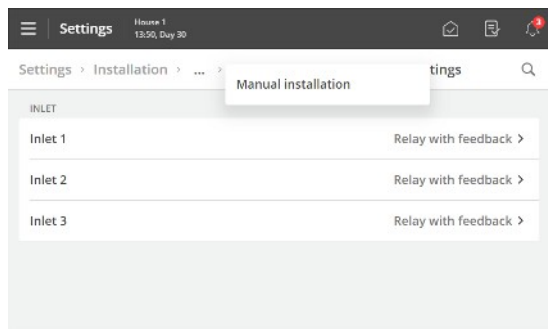 Settings House 1
13:50, Day 30
3
Settings > Installation > ... > tings
Manual installation
INLET
Inlet 1 Relay with feedback >
Inlet 2 Relay with feedback >
Inlet 3 Relay with feedback >